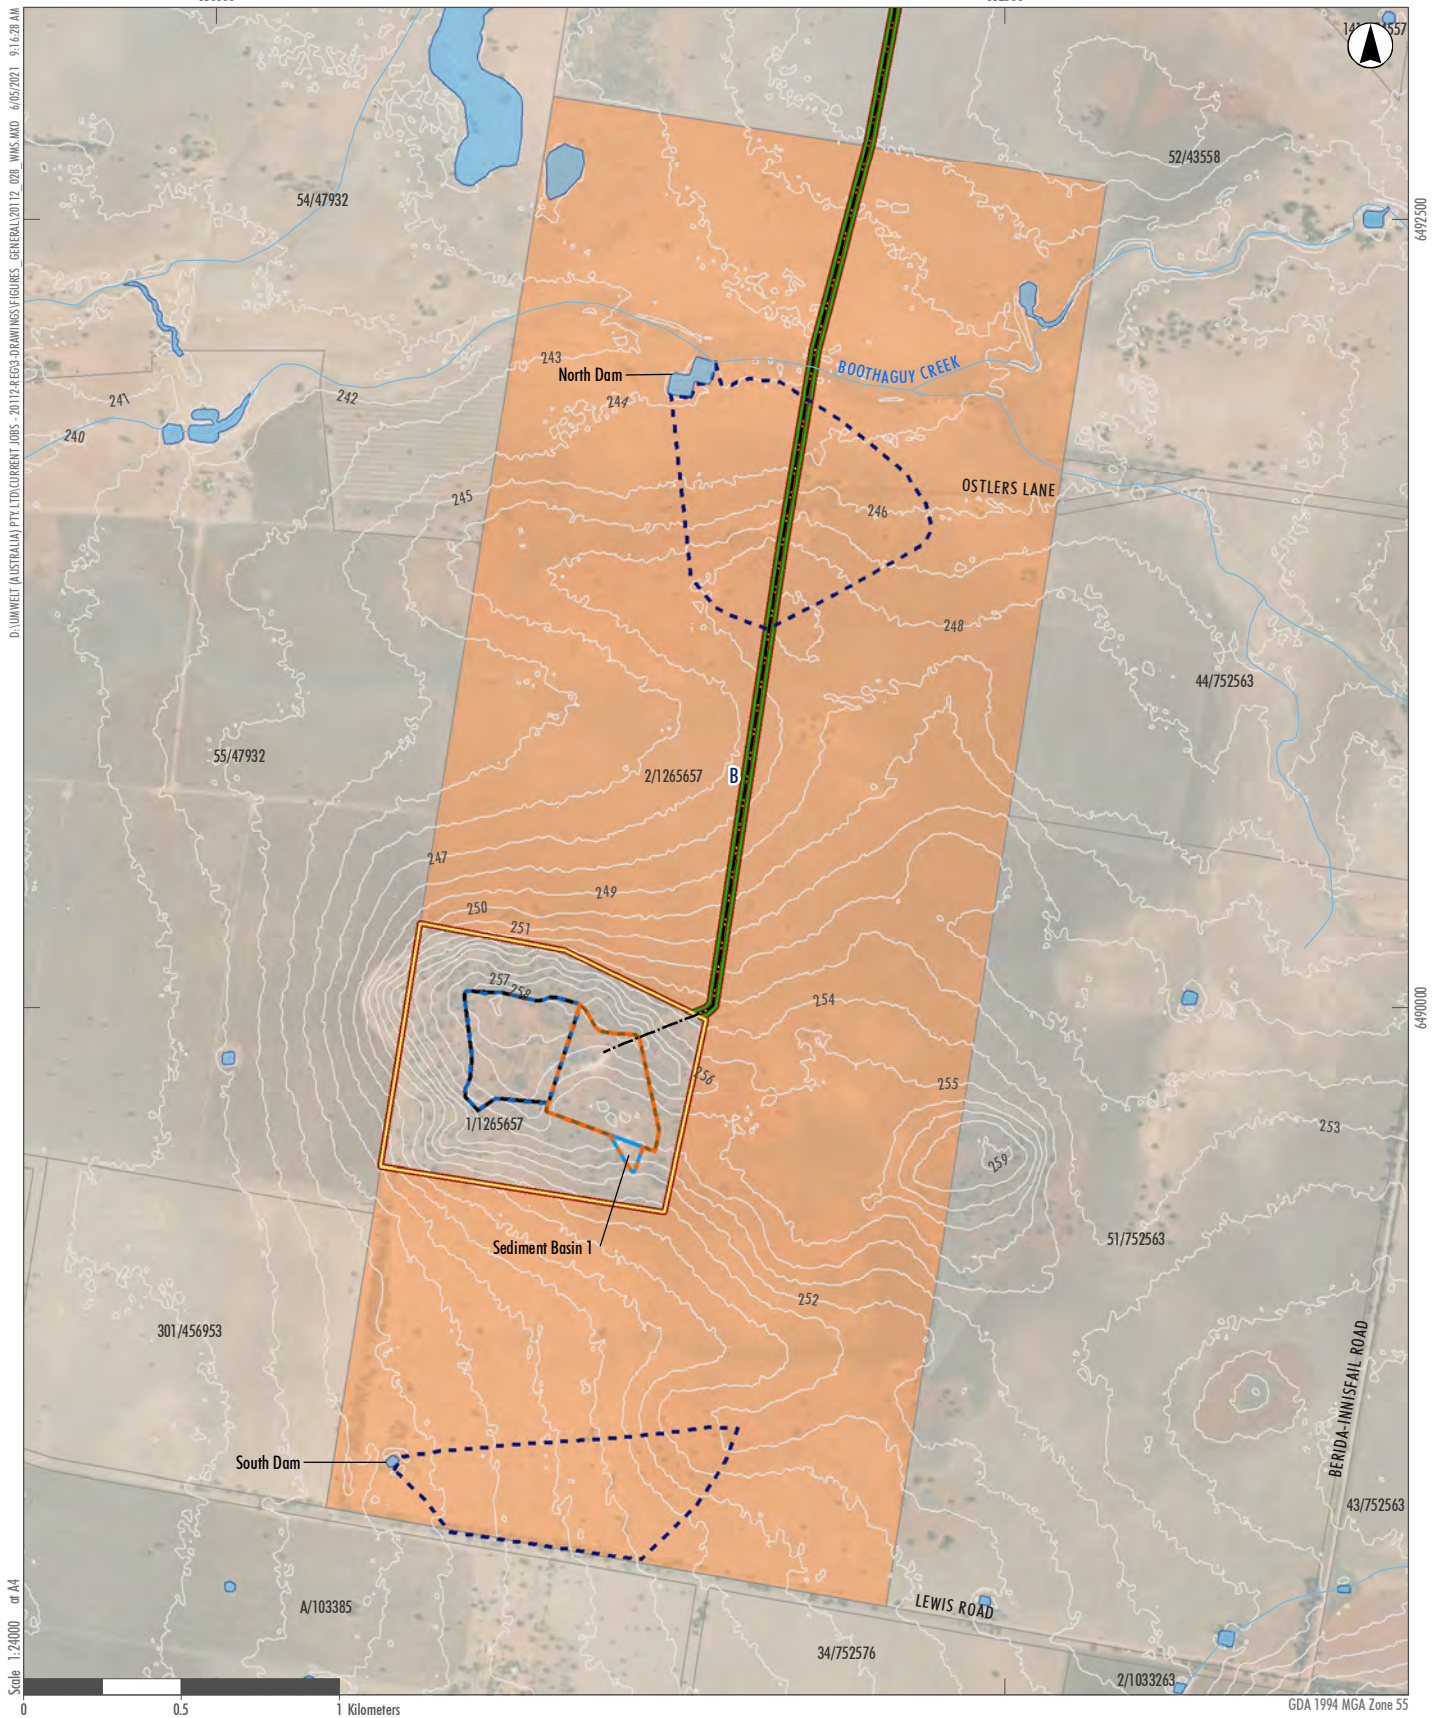 D:\UMWELT (AUSTRALIA) PTY. LTD\CURRENT JOBS - 20112-REG\3-DRAWINGS\FIGURES_GENERAL\20112_028_WMS.MXD    6/05/2021    9:16:28 AM
52/43558
54/47932
6492500
243
BOOTHAGUY CREEK
North Dam
242
241
244
240
OSTLERS LANE
245
246
248
44/752563
55/47932
2/1265657
B
247
249
250
251
257
258
254
6490000
256
255
1/1265657
253
259
51/752563
Sediment Basin 1
252
301/456953
BERIDA-INNISFAIL ROAD
South Dam
43/752563
A/103385
LEWIS ROAD
34/752576
2/1033263
Scale 1:24000 at A4
0
0.5
1 Kilometers
GDA 1994 MGA Zone 55